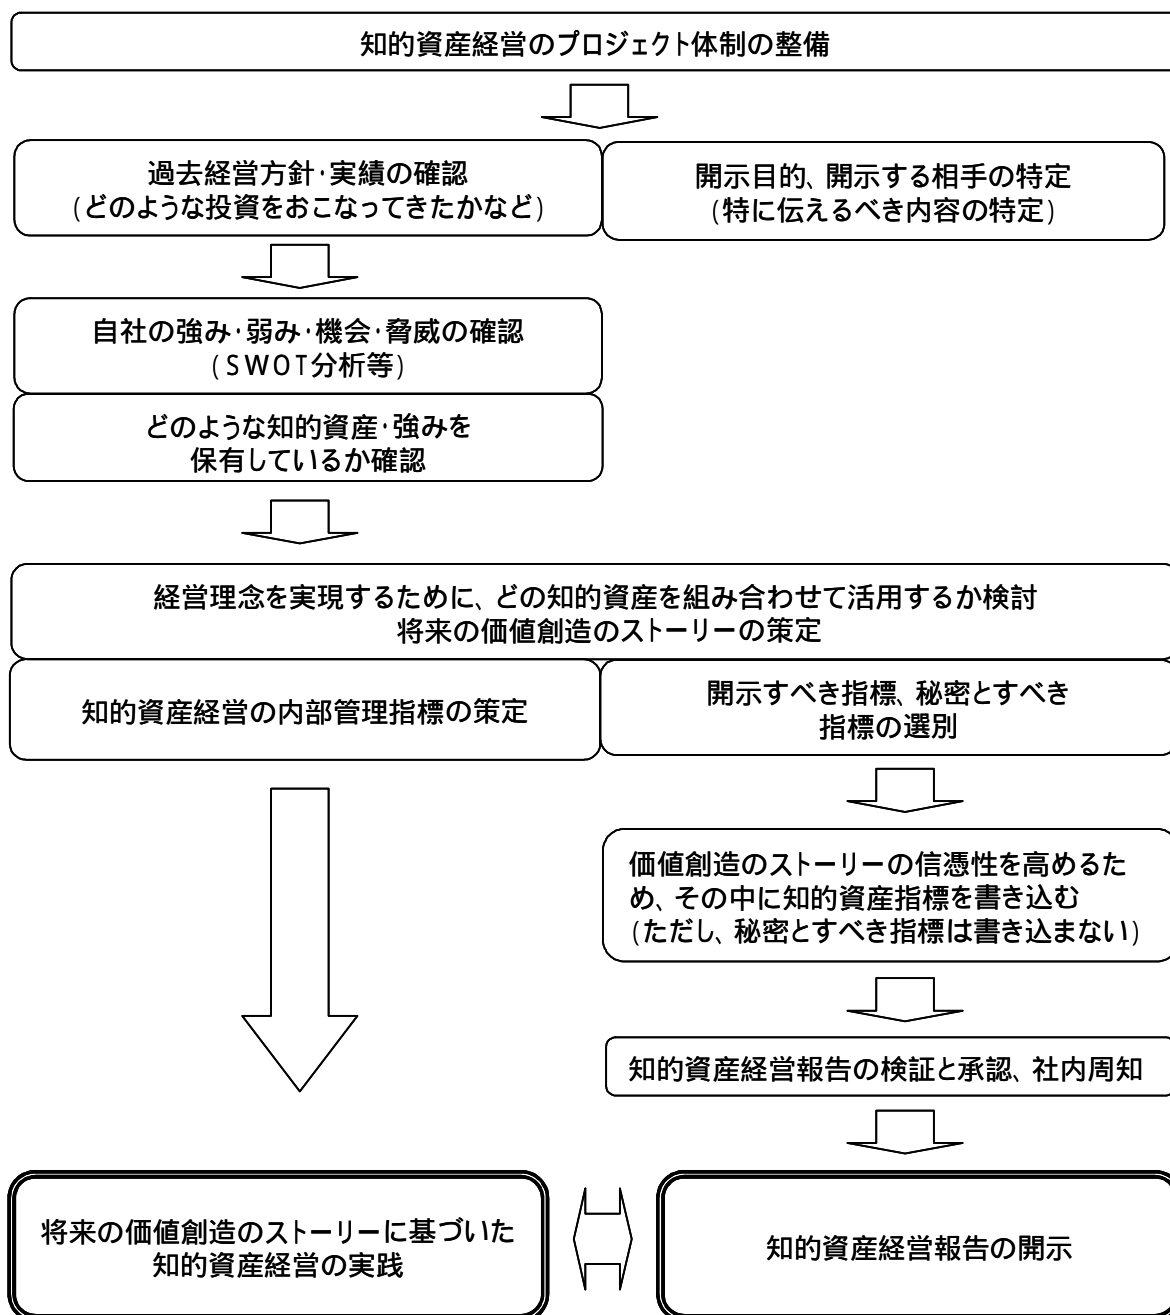 知的資産経営のプロジェクト体制の整備
過去経営方針・実績の確認
(どのような投資をおこなってきたかなど)
開示目的、開示する相手の特定
(特に伝えるべき内容の特定)
自社の強み・弱み・機会・脅威の確認
(SWOT分析等)
どのような知的資産・強みを
保有しているか確認
経営理念を実現するために、どの知的資産を組み合わせて活用するか検討
将来の価値創造のストーリーの策定
知的資産経営の内部管理指標の策定
開示すべき指標、秘密とすべき
指標の選別
価値創造のストーリーの信憑性を高めるた
め、その中に知的資産指標を書き込む
(ただし、秘密とすべき指標は書き込まない)
知的資産経営報告の検証と承認、社内周知
将来の価値創造のストーリーに基づいた
知的資産経営の実践
知的資産経営報告の開示